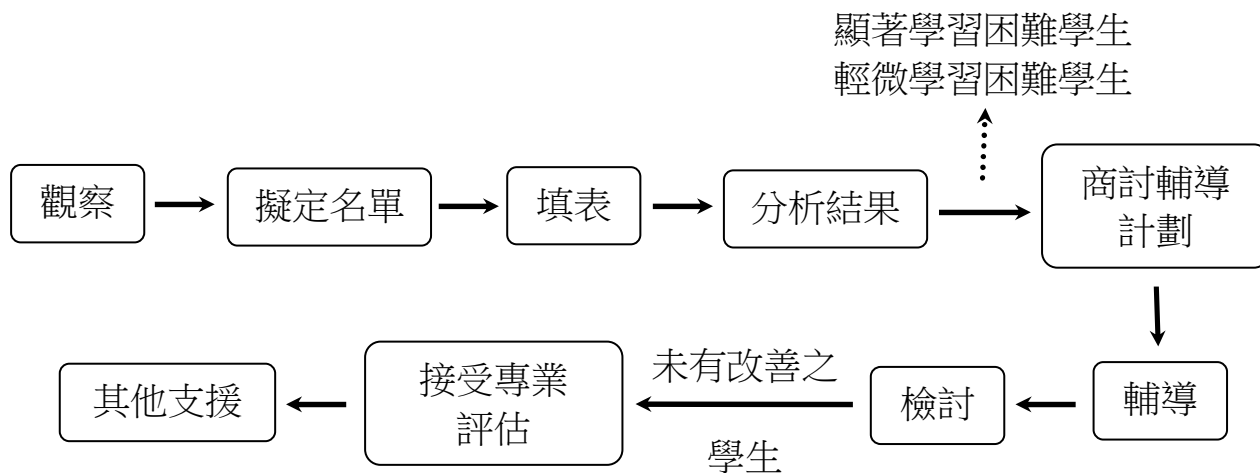 顯著學習困難學生
輕微學習困難學生
觀察
擬定名單
填表
分析結果
商討輔導
計劃
輔導
檢討
未有改善之
學生
接受專業
評估
其他支援